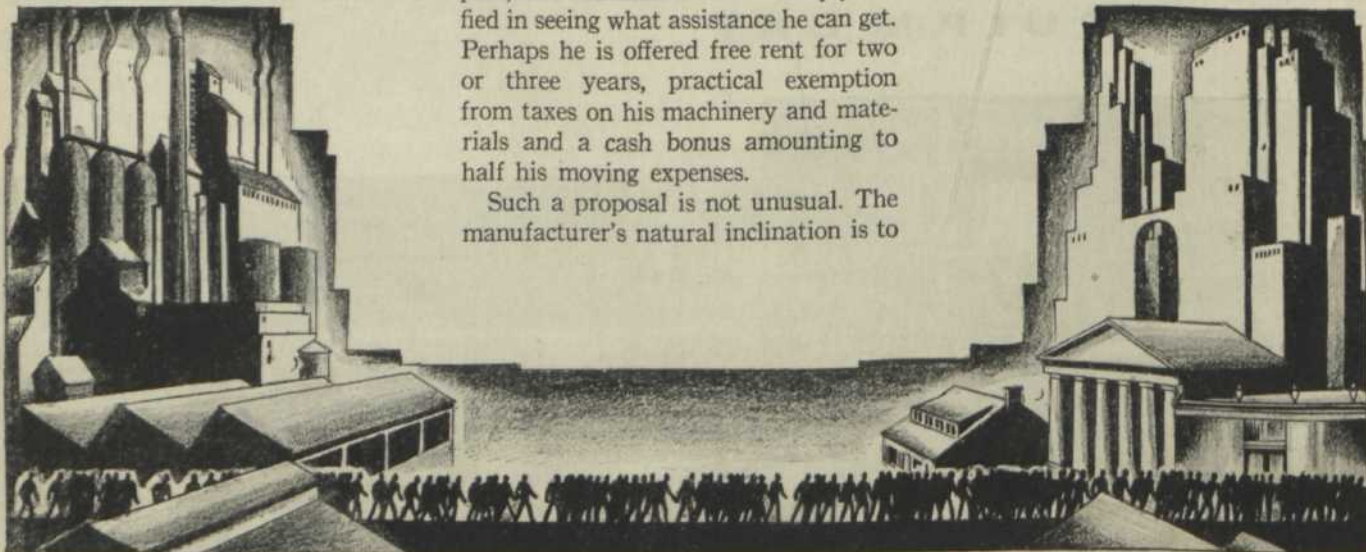 fied in seeing what assistance he can get.
Perhaps he is offered free rent for two
or three years, practical exemption
from taxes on his machinery and mate-
rials and a cash bonus amounting to
half his moving expenses.
Such a proposal is not unusual. The
manufacturer's natural inclination is to